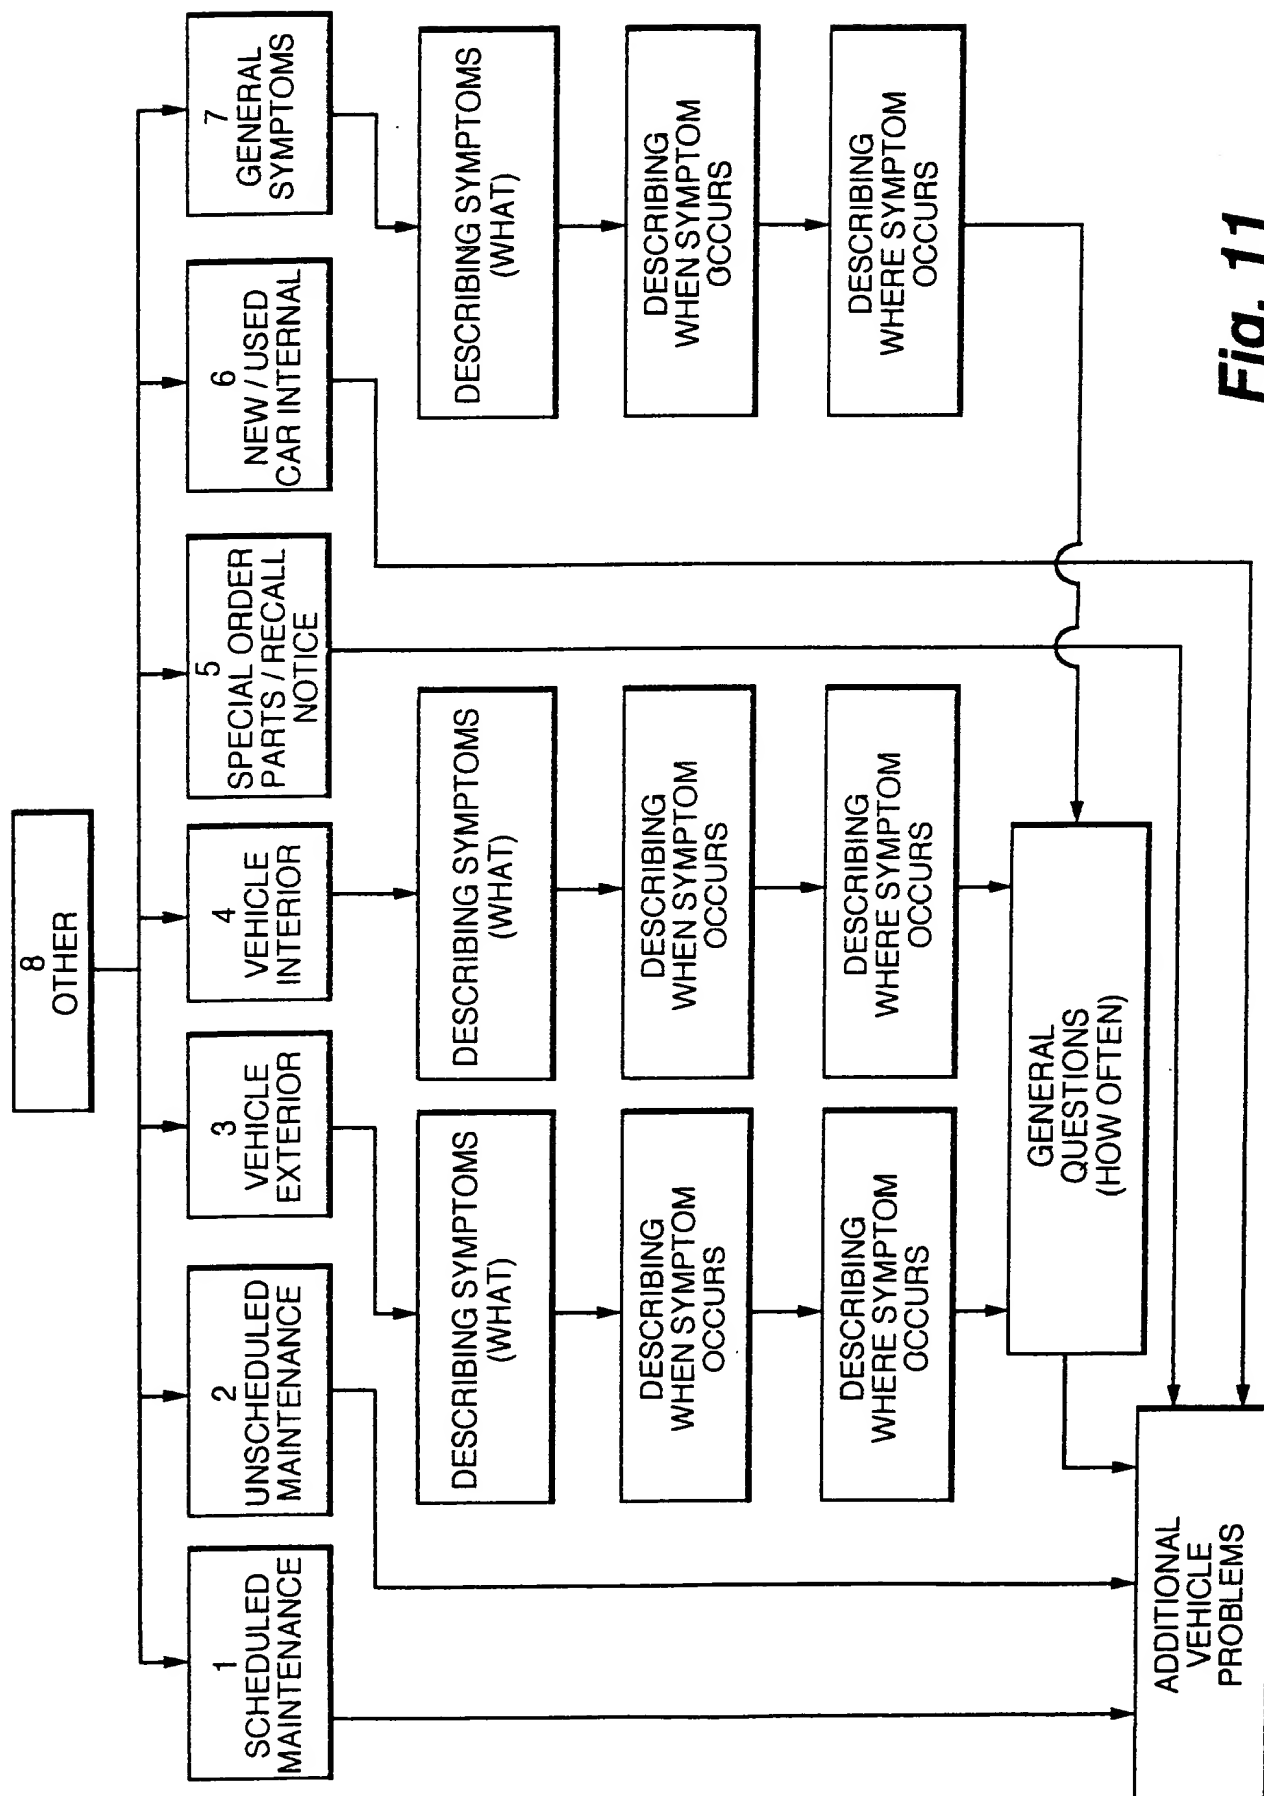 8
OTHER
1
SCHEDULED
MAINTENANCE
2
UNSCHEDULED
MAINTENANCE
3
VEHICLE
EXTERIOR
4
VEHICLE
INTERIOR
5
SPECIAL ORDER
PARTS / RECALL
NOTICE
6
NEW / USED
CAR INTERNAL
7
GENERAL
SYMPTOMS
DESCRIBING SYMPTOMS
(WHAT)
DESCRIBING SYMPTOMS
(WHAT)
DESCRIBING SYMPTOMS
(WHAT)
DESCRIBING
WHEN SYMPTOM
OCCURS
DESCRIBING
WHEN SYMPTOM
OCCURS
DESCRIBING
WHEN SYMPTOM
OCCURS
DESCRIBING
WHERE SYMPTOM
OCCURS
DESCRIBING
WHERE SYMPTOM
OCCURS
DESCRIBING
WHERE SYMPTOM
OCCURS
GENERAL
QUESTIONS
(HOW OFTEN)
ADDITIONAL
VEHICLE
PROBLEMS
Fig. 11